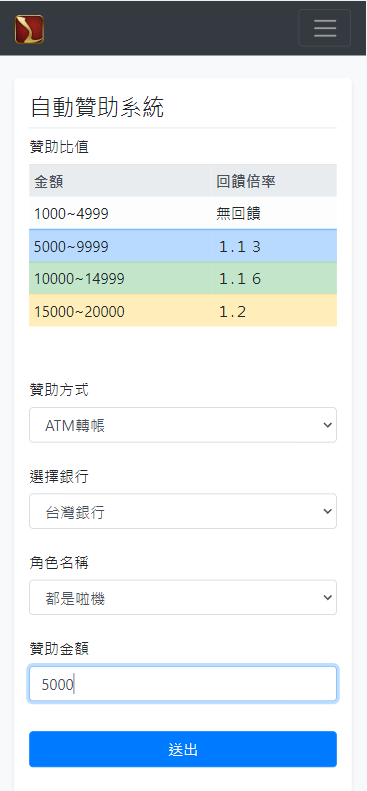 自動贊助系統
贊助比值
金額 回饋倍率
1000~4999 無回饋
5000~9999 １.１３
10000~14999 １.１６
15000~20000 １.２
贊助方式
ATM轉帳
選擇銀行
台灣銀行
角色名稱
都是啦機
贊助金額
5000
送出